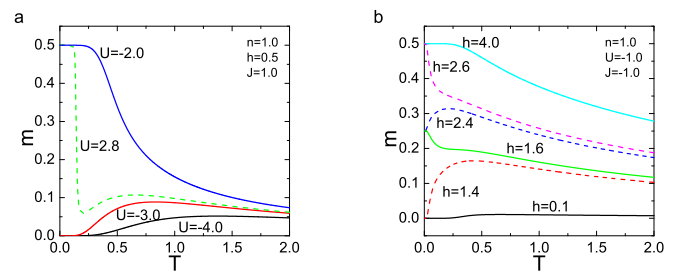 a
m
0.5
0.4
0.3
0.2
0.1
0.0
0.0 0.5 1.0 1.5 2.0
T
U=-2.0
U=2.8
U=-3.0
U=-4.0
n=1.0
h=0.5
J=1.0
b
m
0.5
0.4
0.3
0.2
0.1
0.0
0.0 0.5 1.0 1.5 2.0
T
h=4.0
h=2.6
h=2.4
h=1.6
h=1.4
h=0.1
n=1.0
U=-1.0
J=-1.0